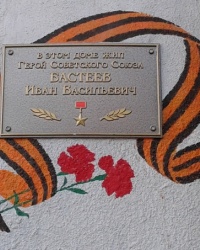 В этом доме жил
Герой Советского Союза
БАСТЕЕВ
Иван Васильевич